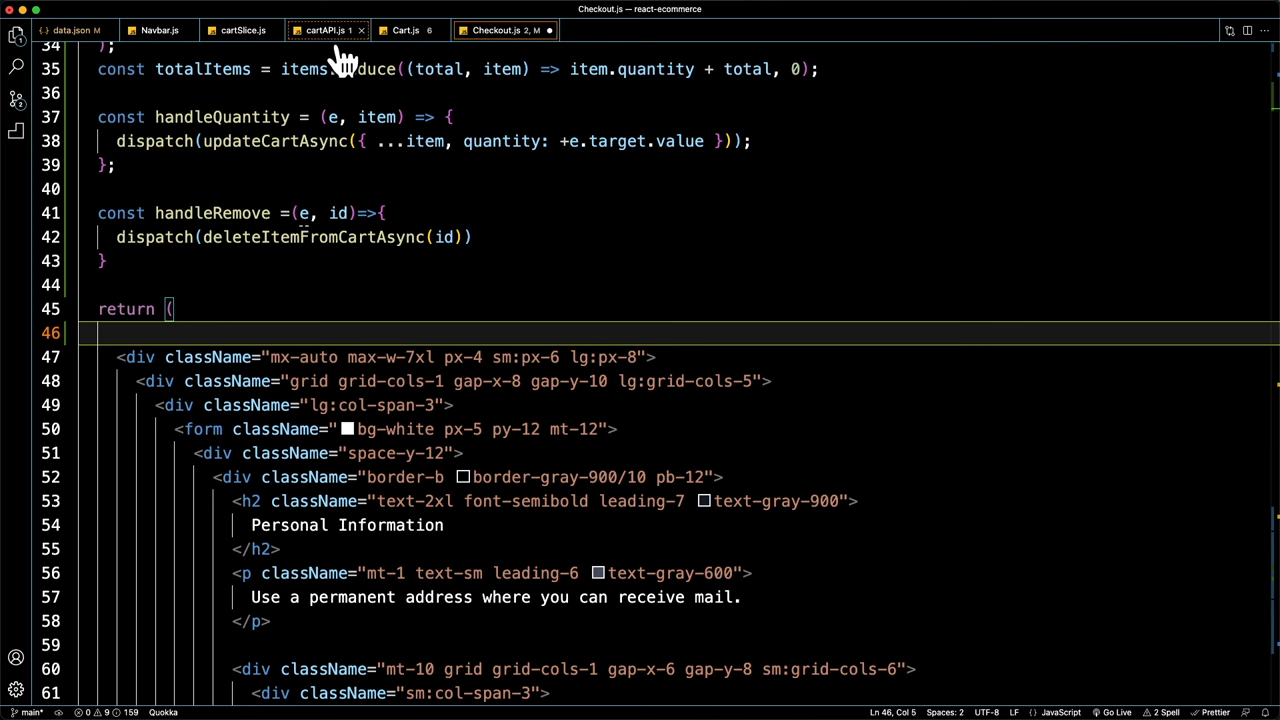 Checkout.js — react-ecommerce
{ } data.json M
Navbar.js
cartSlice.js
cartAPI.js 1
Cart.js 6
Checkout.js 2, M
34 );
35 const totalItems = items.reduce((total, item) => item.quantity + total, 0);
36
37 const handleQuantity = (e, item) => {
38 dispatch(updateCartAsync({ ...item, quantity: +e.target.value }));
39 };
40
41 const handleRemove =(e, id)=>{
42 dispatch(deleteItemFromCartAsync(id))
43 }
44
45 return (
46
47 <div className="mx-auto max-w-7xl px-4 sm:px-6 lg:px-8">
48 <div className="grid grid-cols-1 gap-x-8 gap-y-10 lg:grid-cols-5">
49 <div className="lg:col-span-3">
50 <form className="bg-white px-5 py-12 mt-12">
51 <div className="space-y-12">
52 <div className="border-b border-gray-900/10 pb-12">
53 <h2 className="text-2xl font-semibold leading-7 text-gray-900">
54 Personal Information
55 </h2>
56 <p className="mt-1 text-sm leading-6 text-gray-600">
57 Use a permanent address where you can receive mail.
58 </p>
59
60 <div className="mt-10 grid grid-cols-1 gap-x-6 gap-y-8 sm:grid-cols-6">
61 <div className="sm:col-span-3">
main* 0 9 159 Quokka Ln 46, Col 5 Spaces: 2 UTF-8 LF JavaScript Go Live 2 Spell Prettier